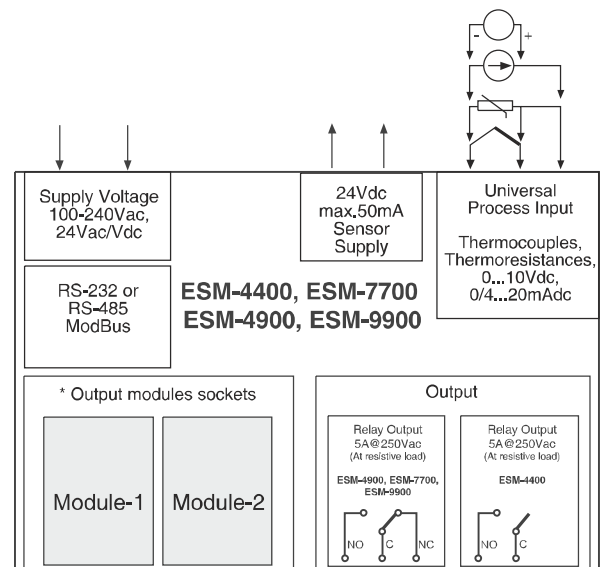 - +
Supply Voltage
100-240Vac,
24Vac/Vdc
24Vdc
max.50mA
Sensor
Supply
Universal
Process Input
Thermocouples,
Thermoresistances,
0...10Vdc,
0/4...20mAdc
RS-232 or
RS-485
ModBus
ESM-4400, ESM-7700
ESM-4900, ESM-9900
* Output modules sockets
Module-1
Module-2
Output
Relay Output
5A@250Vac
(At resistive load)
ESM-4900, ESM-7700,
ESM-9900
NO C NC
Relay Output
5A@250Vac
(At resistive load)
ESM-4400
NO C